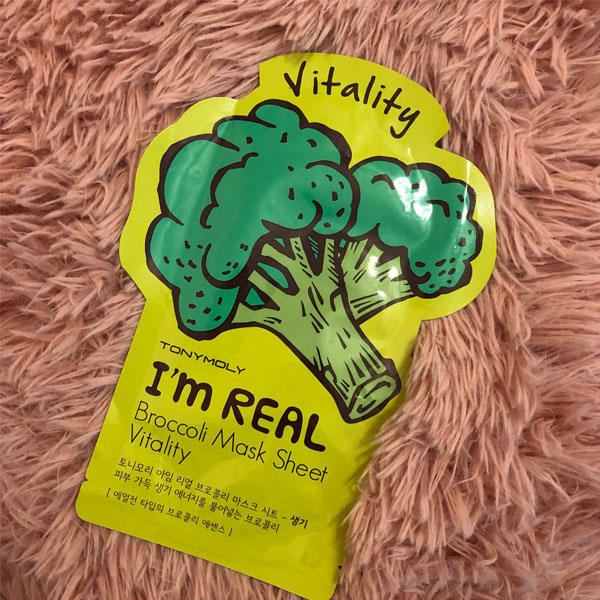 Vitality
TONYMOLY
I'm REAL
Broccoli Mask Sheet
Vitality
토니모리 아임 리얼 브로콜리 마스크 시트 - 생기
피부 가득 생기 에너지를 불어넣는 브로콜리
[ 에멀전 타입의 브로콜리 에센스 ]